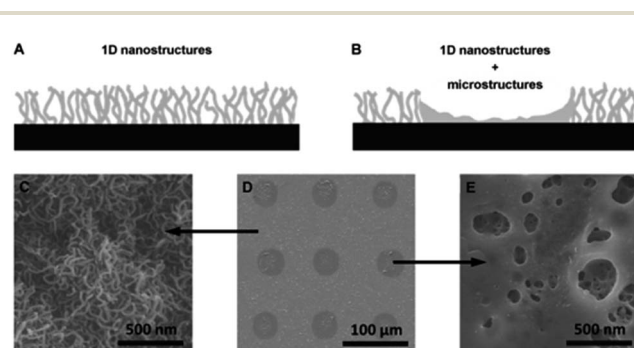 A
1D nanostructures
B
1D nanostructures
+
microstructures
C
500 nm
D
100 µm
E
500 nm